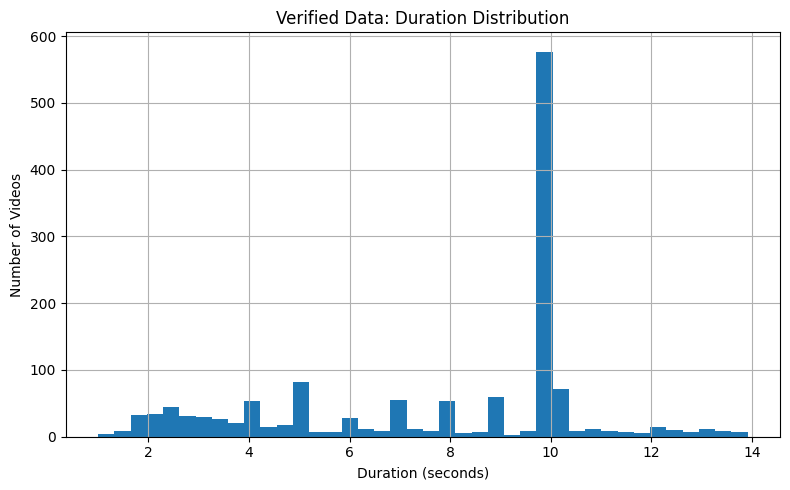 Verified Data: Duration Distribution
600
500
400
300
200
100
0
Number of Videos
2 4 6 8 10 12 14
Duration (seconds)